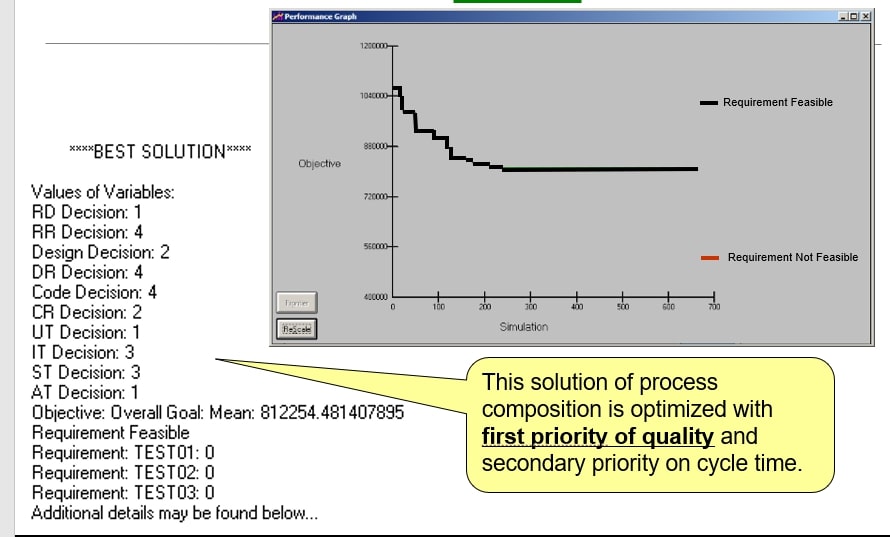 Performance Graph
1200000
1040000
880000
720000
560000
400000
Objective
0
100
200
300
400
500
600
700
Simulation
Requirement Feasible
Requirement Not Feasible
Frontier
ReScale
****BEST SOLUTION****
Values of Variables:
RD Decision: 1
RR Decision: 4
Design Decision: 2
DR Decision: 4
Code Decision: 4
CR Decision: 2
UT Decision: 1
IT Decision: 3
ST Decision: 3
AT Decision: 1
Objective: Overall Goal: Mean: 812254.481407895
Requirement Feasible
Requirement: TEST01: 0
Requirement: TEST02: 0
Requirement: TEST03: 0
Additional details may be found below...
This solution of process
composition is optimized with
first priority of quality and
secondary priority on cycle time.